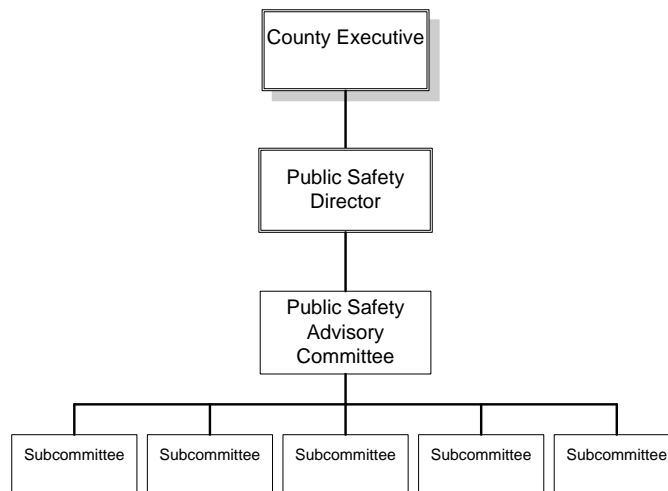 County Executive
Public Safety
Director
Public Safety
Advisory
Committee
Subcommittee
Subcommittee
Subcommittee
Subcommittee
Subcommittee